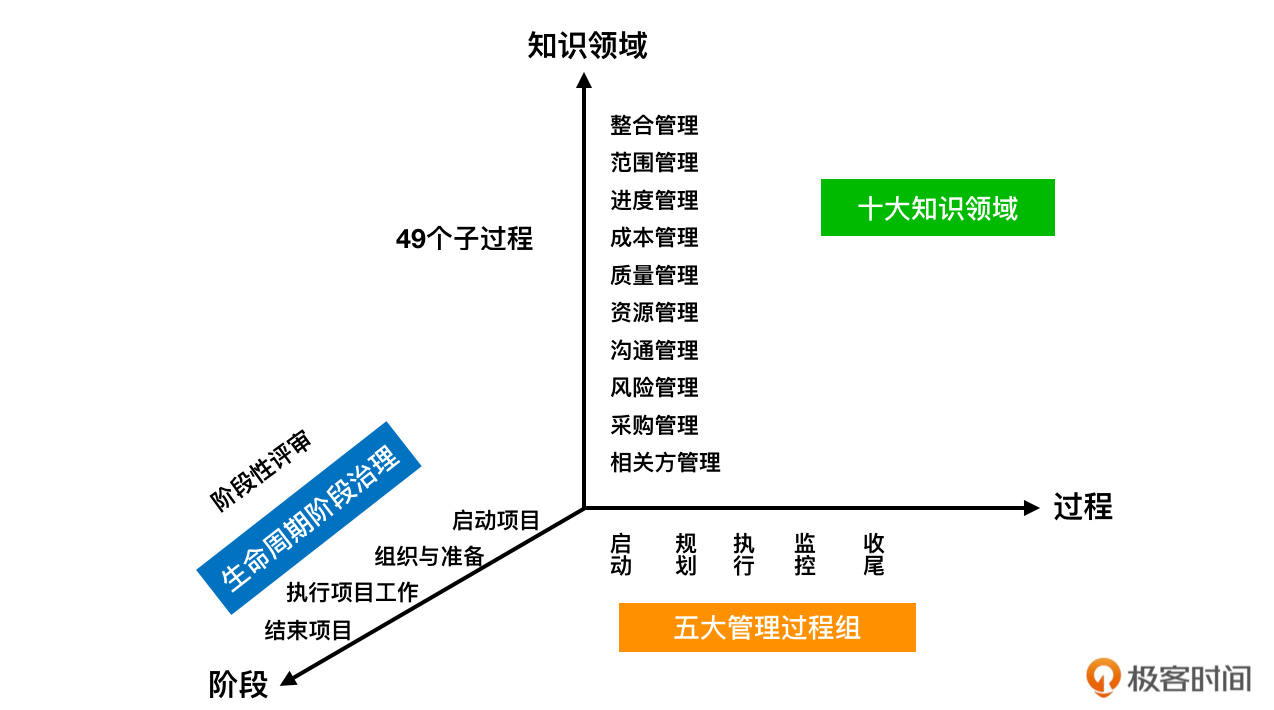 知识领域
整合管理
范围管理
进度管理
十大知识领域
49个子过程
成本管理
质量管理
资源管理
沟通管理
风险管理
采购管理
相关方管理
阶段性评审
生命周期阶段治理
启动项目
组织与准备
执行项目工作
结束项目
阶段
过程
启动
规划
执行
监控
收尾
五大管理过程组
极客时间